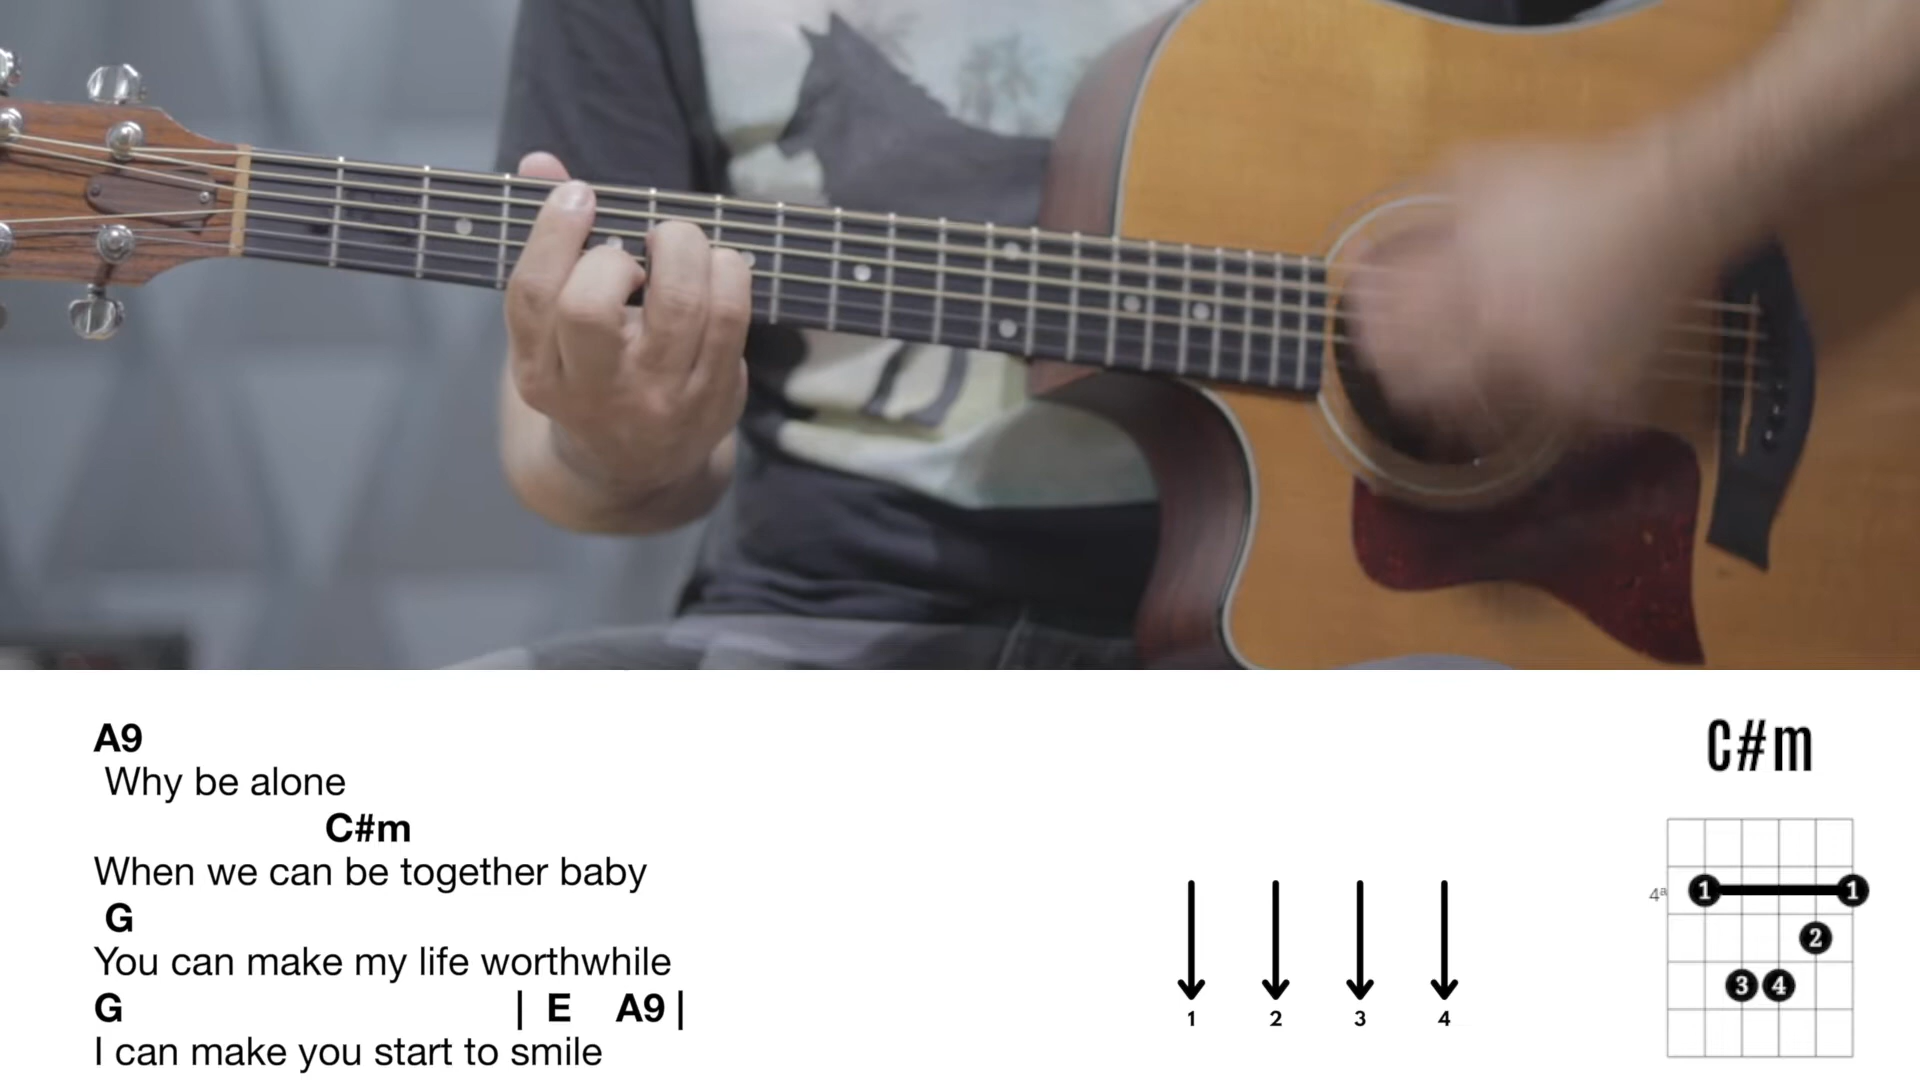 A9
Why be alone
C#m
When we can be together baby
G
You can make my life worthwhile
G | E A9 |
I can make you start to smile
1 2 3 4
C#m
4ª 1 1
2
3 4